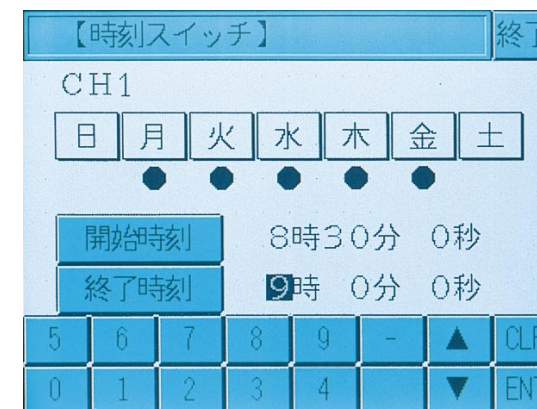 【時刻スイッチ】 終了
CH1
日 月 火 水 木 金 土
● ● ● ● ●
開始時刻 8時30分 0秒
終了時刻 9時 0分 0秒
5 6 7 8 9 - ▲ CLR
0 1 2 3 4 ▼ ENT